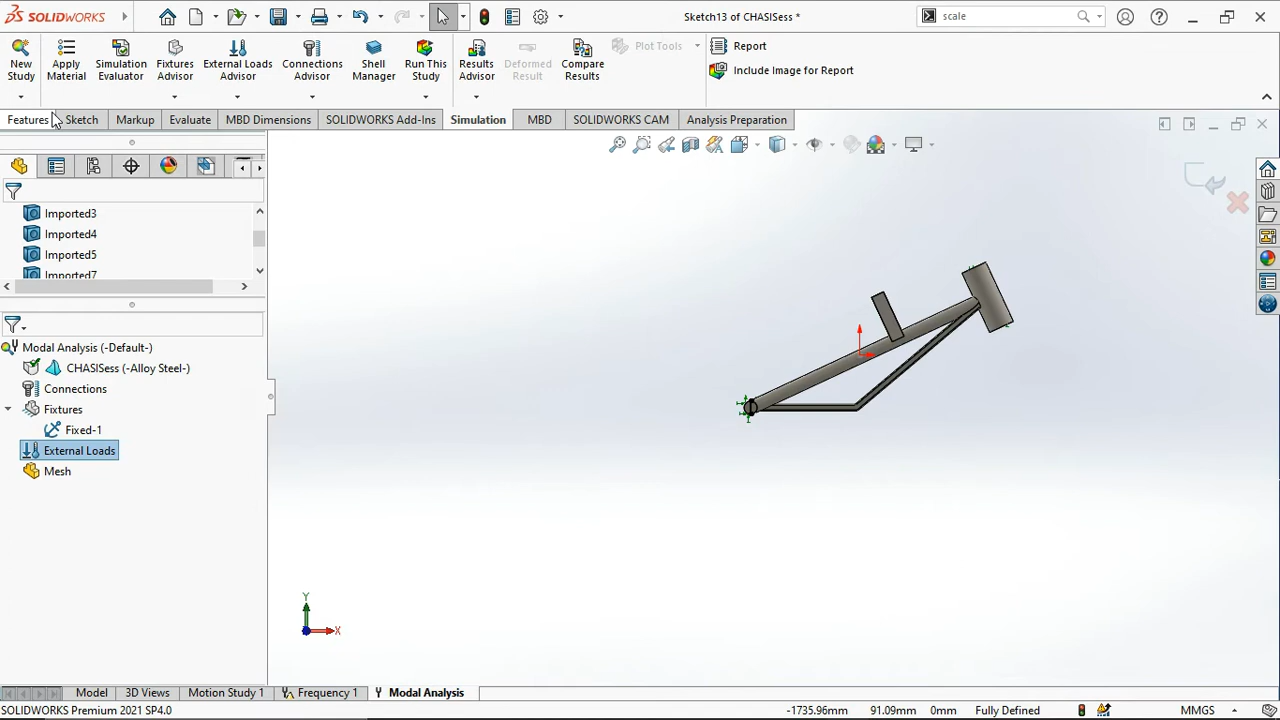 SOLIDWORKS
Sketch13 of CHASISess *
scale
New Study
Apply Material
Simulation Evaluator
Fixtures Advisor
External Loads Advisor
Connections Advisor
Shell Manager
Run This Study
Results Advisor
Deformed Result
Compare Results
Plot Tools
Report
Include Image for Report
Features
Sketch
Markup
Evaluate
MBD Dimensions
SOLIDWORKS Add-Ins
Simulation
MBD
SOLIDWORKS CAM
Analysis Preparation
Imported3
Imported4
Imported5
Imported7
Modal Analysis (-Default-)
CHASISess (-Alloy Steel-)
Connections
Fixtures
Fixed-1
External Loads
Mesh
Y
X
Model
3D Views
Motion Study 1
Frequency 1
Modal Analysis
SOLIDWORKS Premium 2021 SP4.0
-1735.96mm
91.09mm
0mm
Fully Defined
MMGS